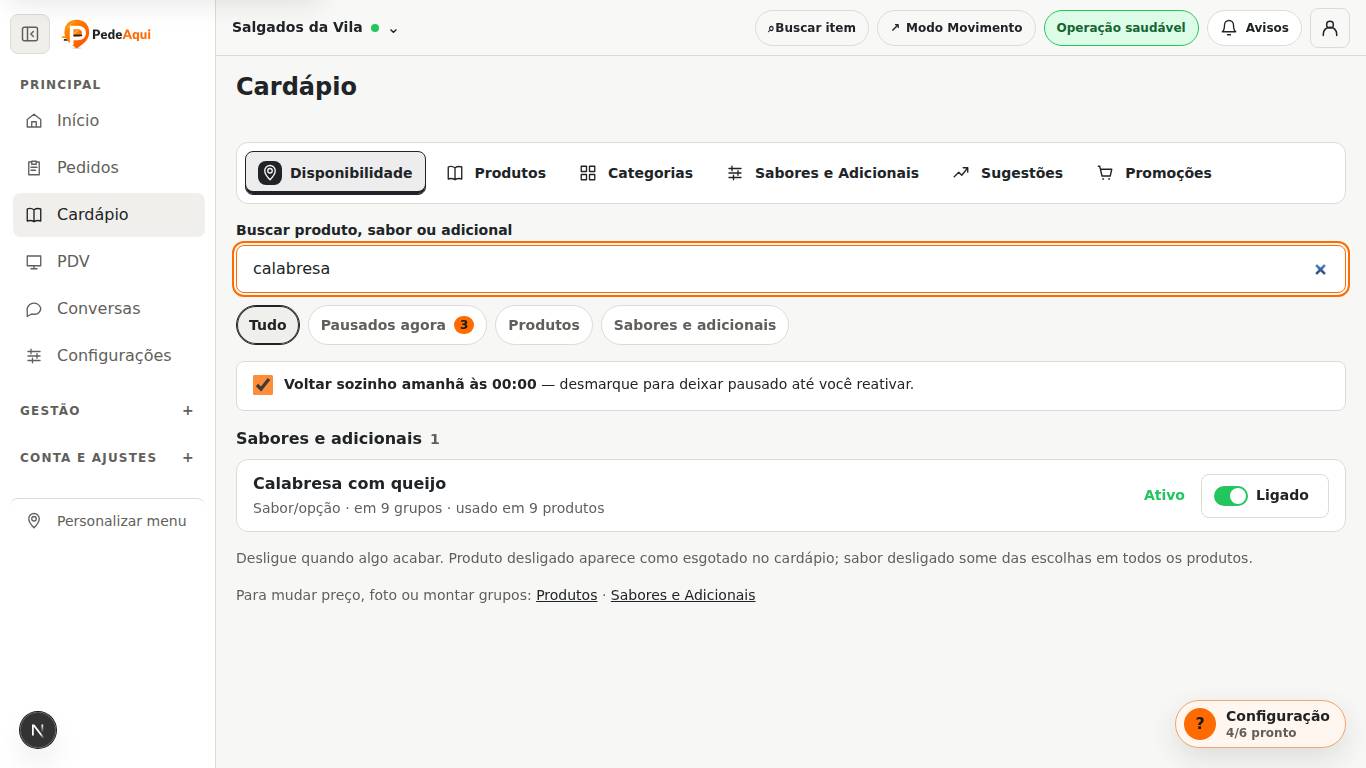 PedeAqui
Salgados da Vila
Buscar item
Modo Movimento
Operação saudável
Avisos
PRINCIPAL
Início
Pedidos
Cardápio
PDV
Conversas
Configurações
GESTÃO +
CONTA E AJUSTES +
Personalizar menu
N
Cardápio
Disponibilidade
Produtos
Categorias
Sabores e Adicionais
Sugestões
Promoções
Buscar produto, sabor ou adicional
calabresa
Tudo
Pausados agora 3
Produtos
Sabores e adicionais
Voltar sozinho amanhã às 00:00 — desmarque para deixar pausado até você reativar.
Sabores e adicionais 1
Calabresa com queijo
Sabor/opção · em 9 grupos · usado em 9 produtos
Ativo
Ligado
Desligue quando algo acabar. Produto desligado aparece como esgotado no cardápio; sabor desligado some das escolhas em todos os produtos.
Para mudar preço, foto ou montar grupos: Produtos · Sabores e Adicionais
?
Configuração
4/6 pronto